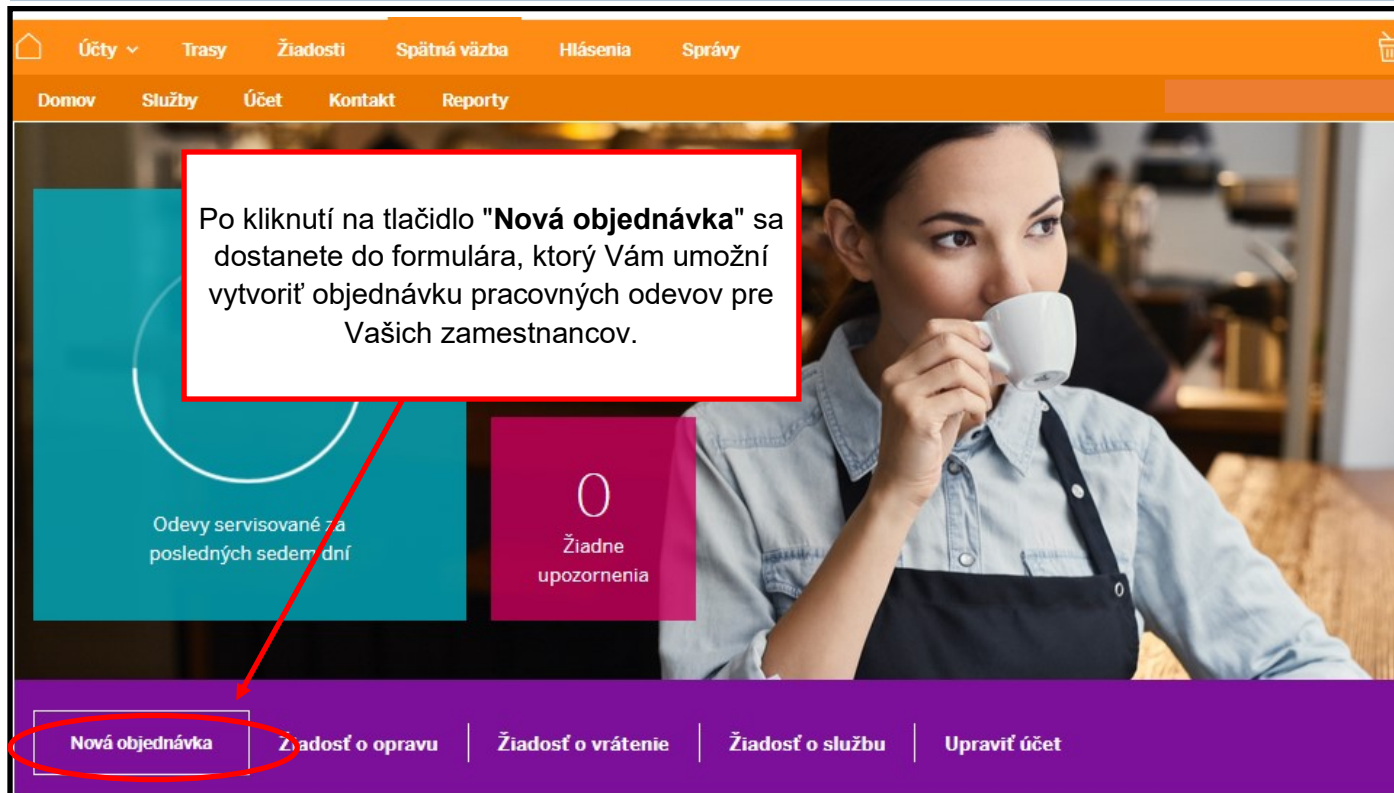 Účty Trasy Žiadosti Spätná väzba Hlásenia Správy
Domov Služby Účet Kontakt Reporty
Po kliknutí na tlačidlo "Nová objednávka" sa
dostanete do formulára, ktorý Vám umožní
vytvoriť objednávku pracovných odevov pre
Vašich zamestnancov.
Odevy servisované za
posledných sedem dní
0
Žiadne
upozornenia
Nová objednávka Žiadosť o opravu Žiadosť o vrátenie Žiadosť o službu Upraviť účet